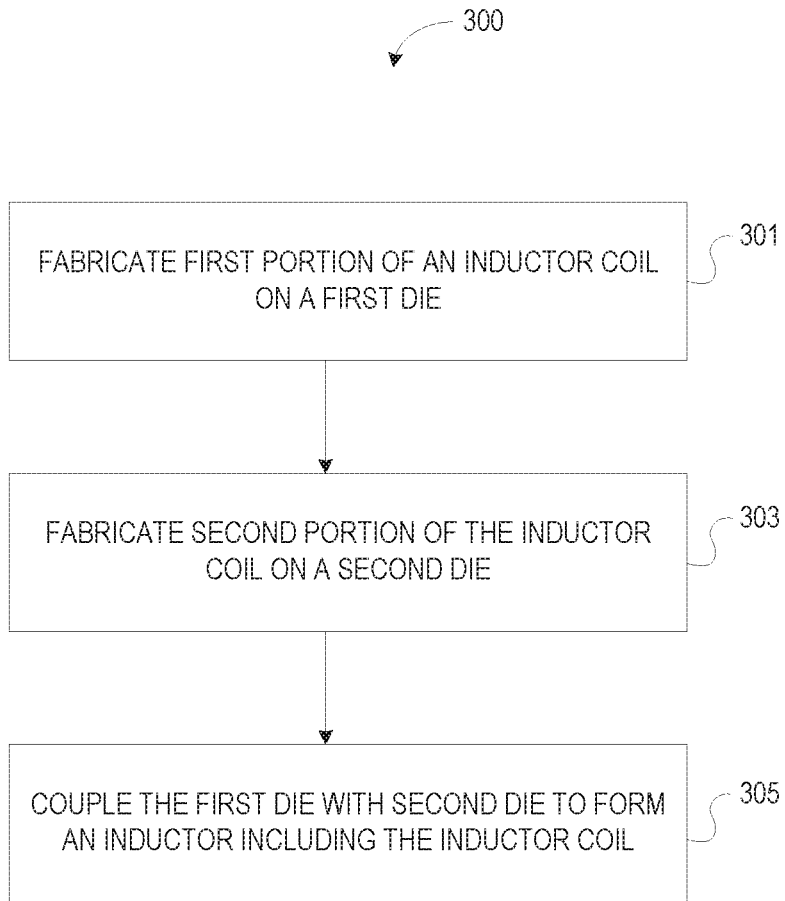 300
FABRICATE FIRST PORTION OF AN INDUCTOR COIL
ON A FIRST DIE
301
FABRICATE SECOND PORTION OF THE INDUCTOR
COIL ON A SECOND DIE
303
COUPLE THE FIRST DIE WITH SECOND DIE TO FORM
AN INDUCTOR INCLUDING THE INDUCTOR COIL
305